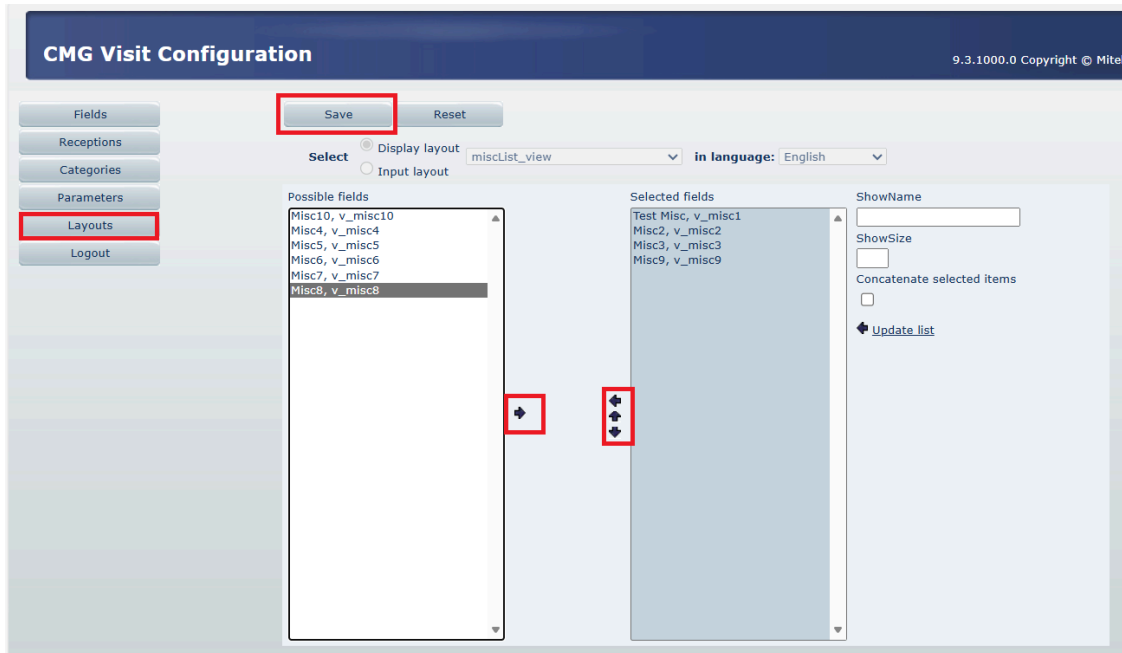 CMG Visit Configuration
9.3.1000.0 Copyright © Mite
Fields
Receptions
Categories
Parameters
Layouts
Logout
Save
Reset
Select
Display layout
Input layout
miscList_view
in language:
English
Possible fields
Misc10, v_misc10
Misc4, v_misc4
Misc5, v_misc5
Misc6, v_misc6
Misc7, v_misc7
Misc8, v_misc8
Selected fields
Test Misc, v_misc1
Misc2, v_misc2
Misc3, v_misc3
Misc9, v_misc9
ShowName
ShowSize
Concatenate selected items
Update list